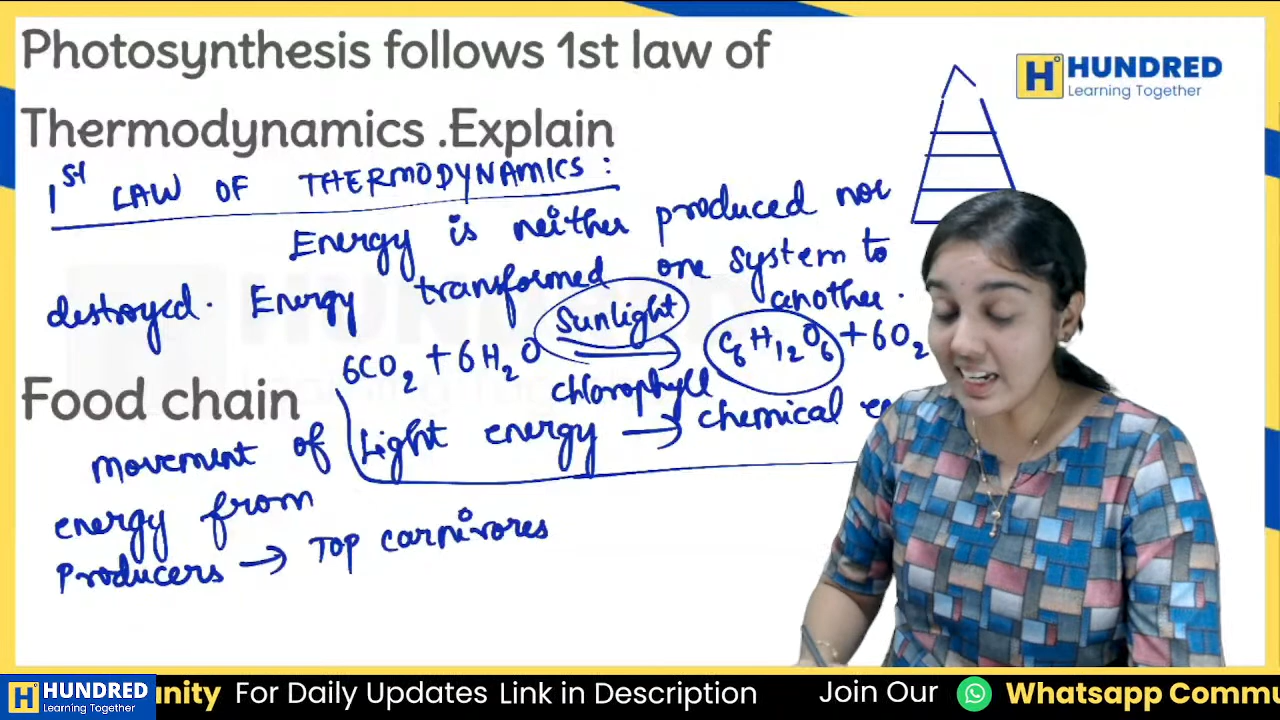 Photosynthesis follows 1st law of
Thermodynamics .Explain
HUNDRED
Learning Together
1st LAW OF THERMODYNAMICS:
Energy is neither produced nor
destroyed. Energy transformed one system to
another.
6CO2 + 6H2O Sunlight C6H12O6 + 6O2
chlorophyll
Food chain
Light energy → chemical
Movement of
energy from
Producers → Top carnivores
HUNDRED
Learning Together
unity For Daily Updates Link in Description Join Our Whatsapp Commu